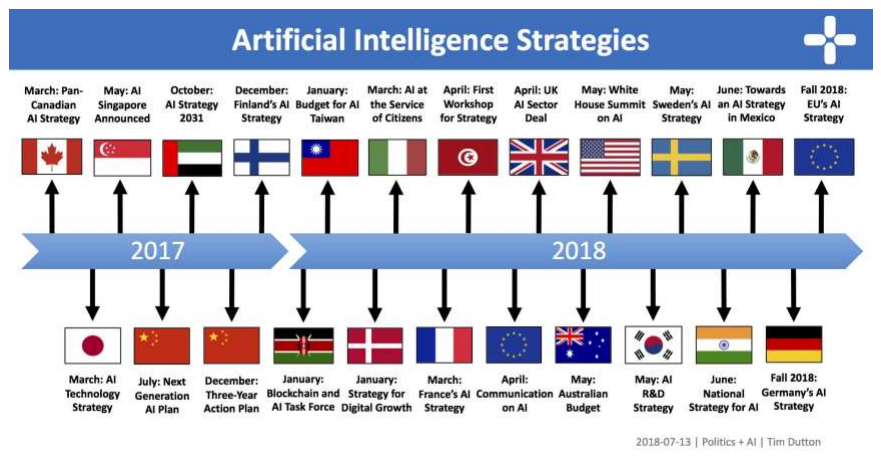 Artificial Intelligence Strategies
March: Pan-
Canadian
AI Strategy
May: AI
Singapore
Announced
October:
AI Strategy
2031
December:
Finland's AI
Strategy
January:
Budget for AI
Taiwan
March: AI at
the Service
of Citizens
April: First
Workshop
for Strategy
April: UK
AI Sector
Deal
May: White
House Summit
on AI
May:
Sweden's AI
Strategy
June: Towards
an AI Strategy
in Mexico
Fall 2018:
EU's AI
Strategy
2017
2018
March: AI
Technology
Strategy
July: Next
Generation
AI Plan
December:
Three-Year
Action Plan
January:
Blockchain and
AI Task Force
January:
Strategy for
Digital Growth
March:
France's AI
Strategy
April:
Communication
on AI
May:
Australian
Budget
May: AI
R&D
Strategy
June:
National
Strategy for AI
Fall 2018:
Germany's AI
Strategy
2018-07-13 | Politics + AI | Tim Dutton